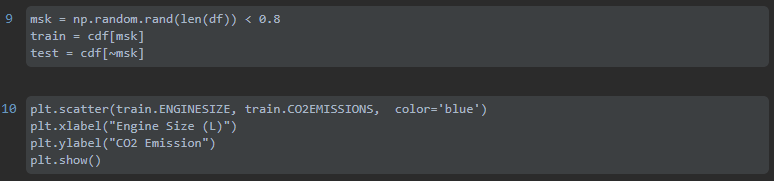 9
msk = np.random.rand(len(df)) < 0.8
train = cdf[msk]
test = cdf[~msk]
10
plt.scatter(train.ENGINESIZE, train.CO2EMISSIONS,  color='blue')
plt.xlabel("Engine Size (L)")
plt.ylabel("CO2 Emission")
plt.show()